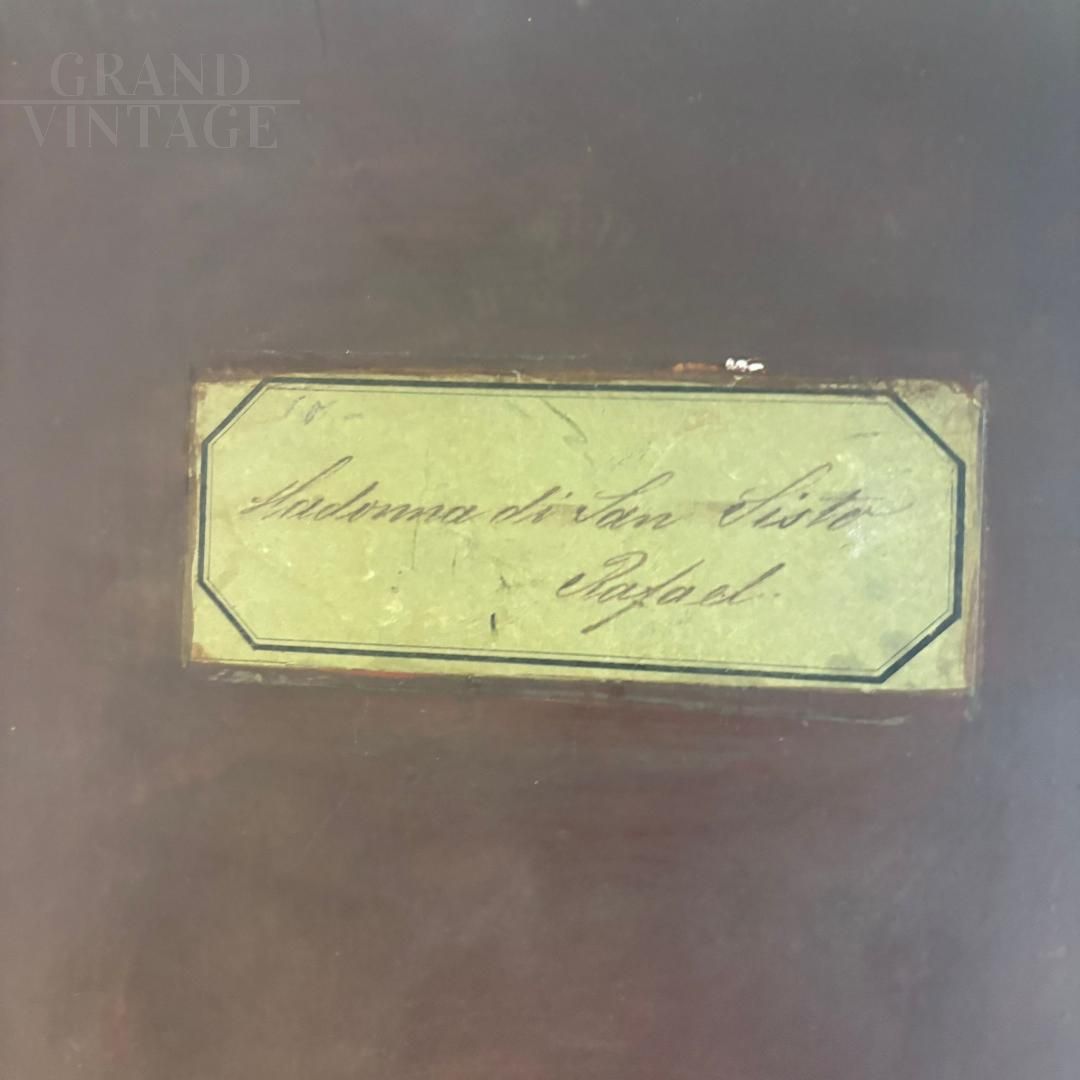 GRAND
VINTAGE
Madonna di San Sisto
Rafael.